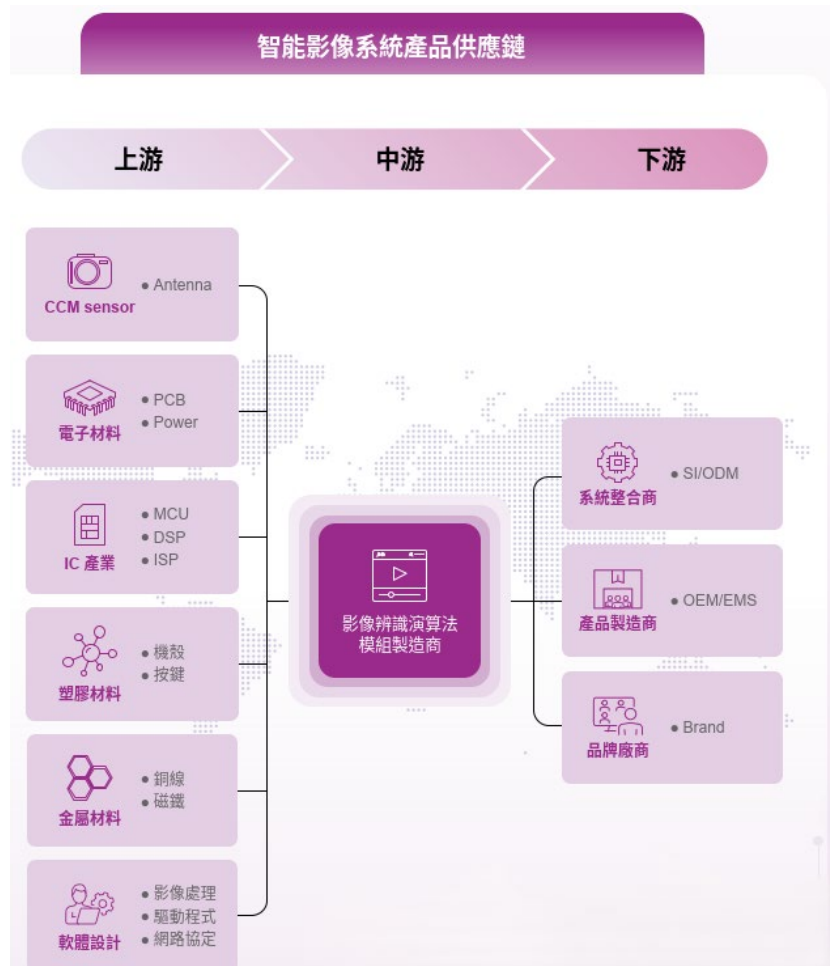 智能影像系統產品供應鏈
上游
中游
下游
CCM sensor
● Antenna
電子材料
● PCB
● Power
IC 產業
● MCU
● DSP
● ISP
塑膠材料
● 機殼
● 按鍵
金屬材料
● 銅線
● 磁鐵
軟體設計
● 影像處理
● 驅動程式
● 網路協定
影像辨識演算法
模組製造商
系統整合商
● SI/ODM
產品製造商
● OEM/EMS
品牌廠商
● Brand